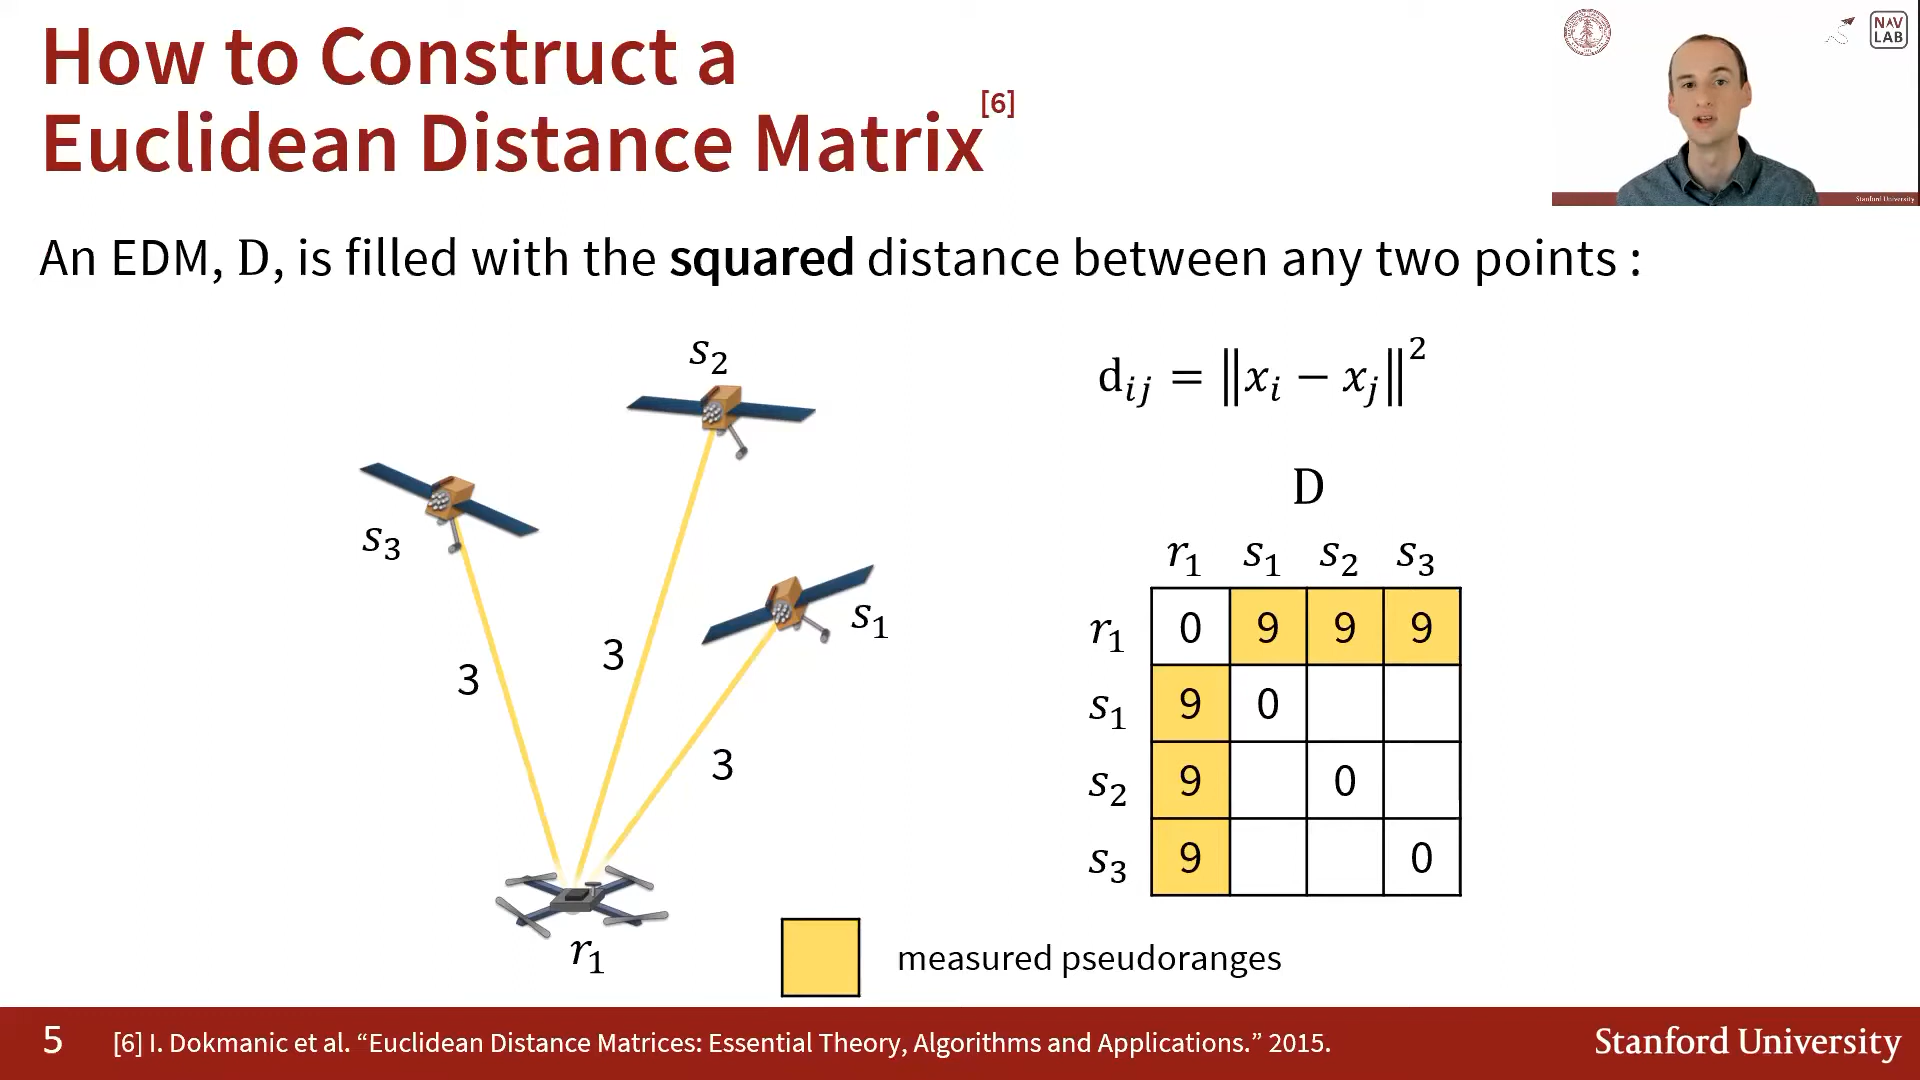 How to Construct a
Euclidean Distance Matrix[6]
NAV
LAB
Stanford University
An EDM, D, is filled with the squared distance between any two points :
s₂
s₃
s₁
3
3
3
r₁
dᵢⱼ = ‖xᵢ − xⱼ‖²
D
r₁ s₁ s₂ s₃
r₁ 0 9 9 9
s₁ 9 0
s₂ 9 0
s₃ 9 0
measured pseudoranges
5
[6] I. Dokmanic et al. “Euclidean Distance Matrices: Essential Theory, Algorithms and Applications.” 2015.
Stanford University